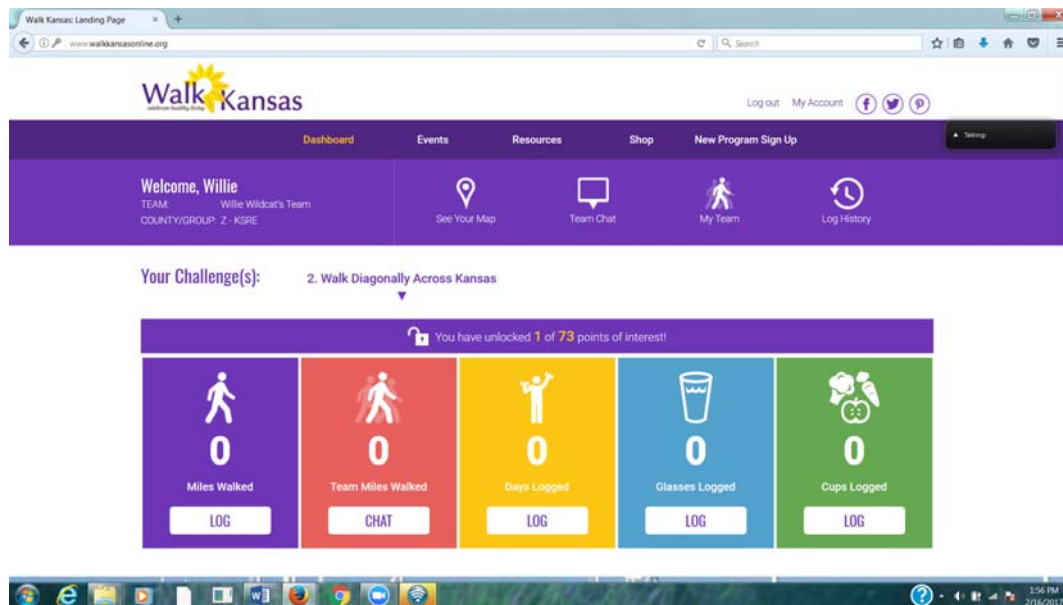 Walk Kansas: Landing Page
www.walkkansasonline.org
Search
Walk Kansas
celebrate healthy living
Log out My Account
Dashboard Events Resources Shop New Program Sign Up
Talking:
Welcome, Willie
TEAM: Willie Wildcat's Team
COUNTY/GROUP: Z - KSRE
See Your Map Team Chat My Team Log History
Your Challenge(s): 2. Walk Diagonally Across Kansas
You have unlocked 1 of 73 points of interest!
0 0 0 0 0
Miles Walked Team Miles Walked Days Logged Glasses Logged Cups Logged
LOG CHAT LOG LOG LOG
1:56 PM